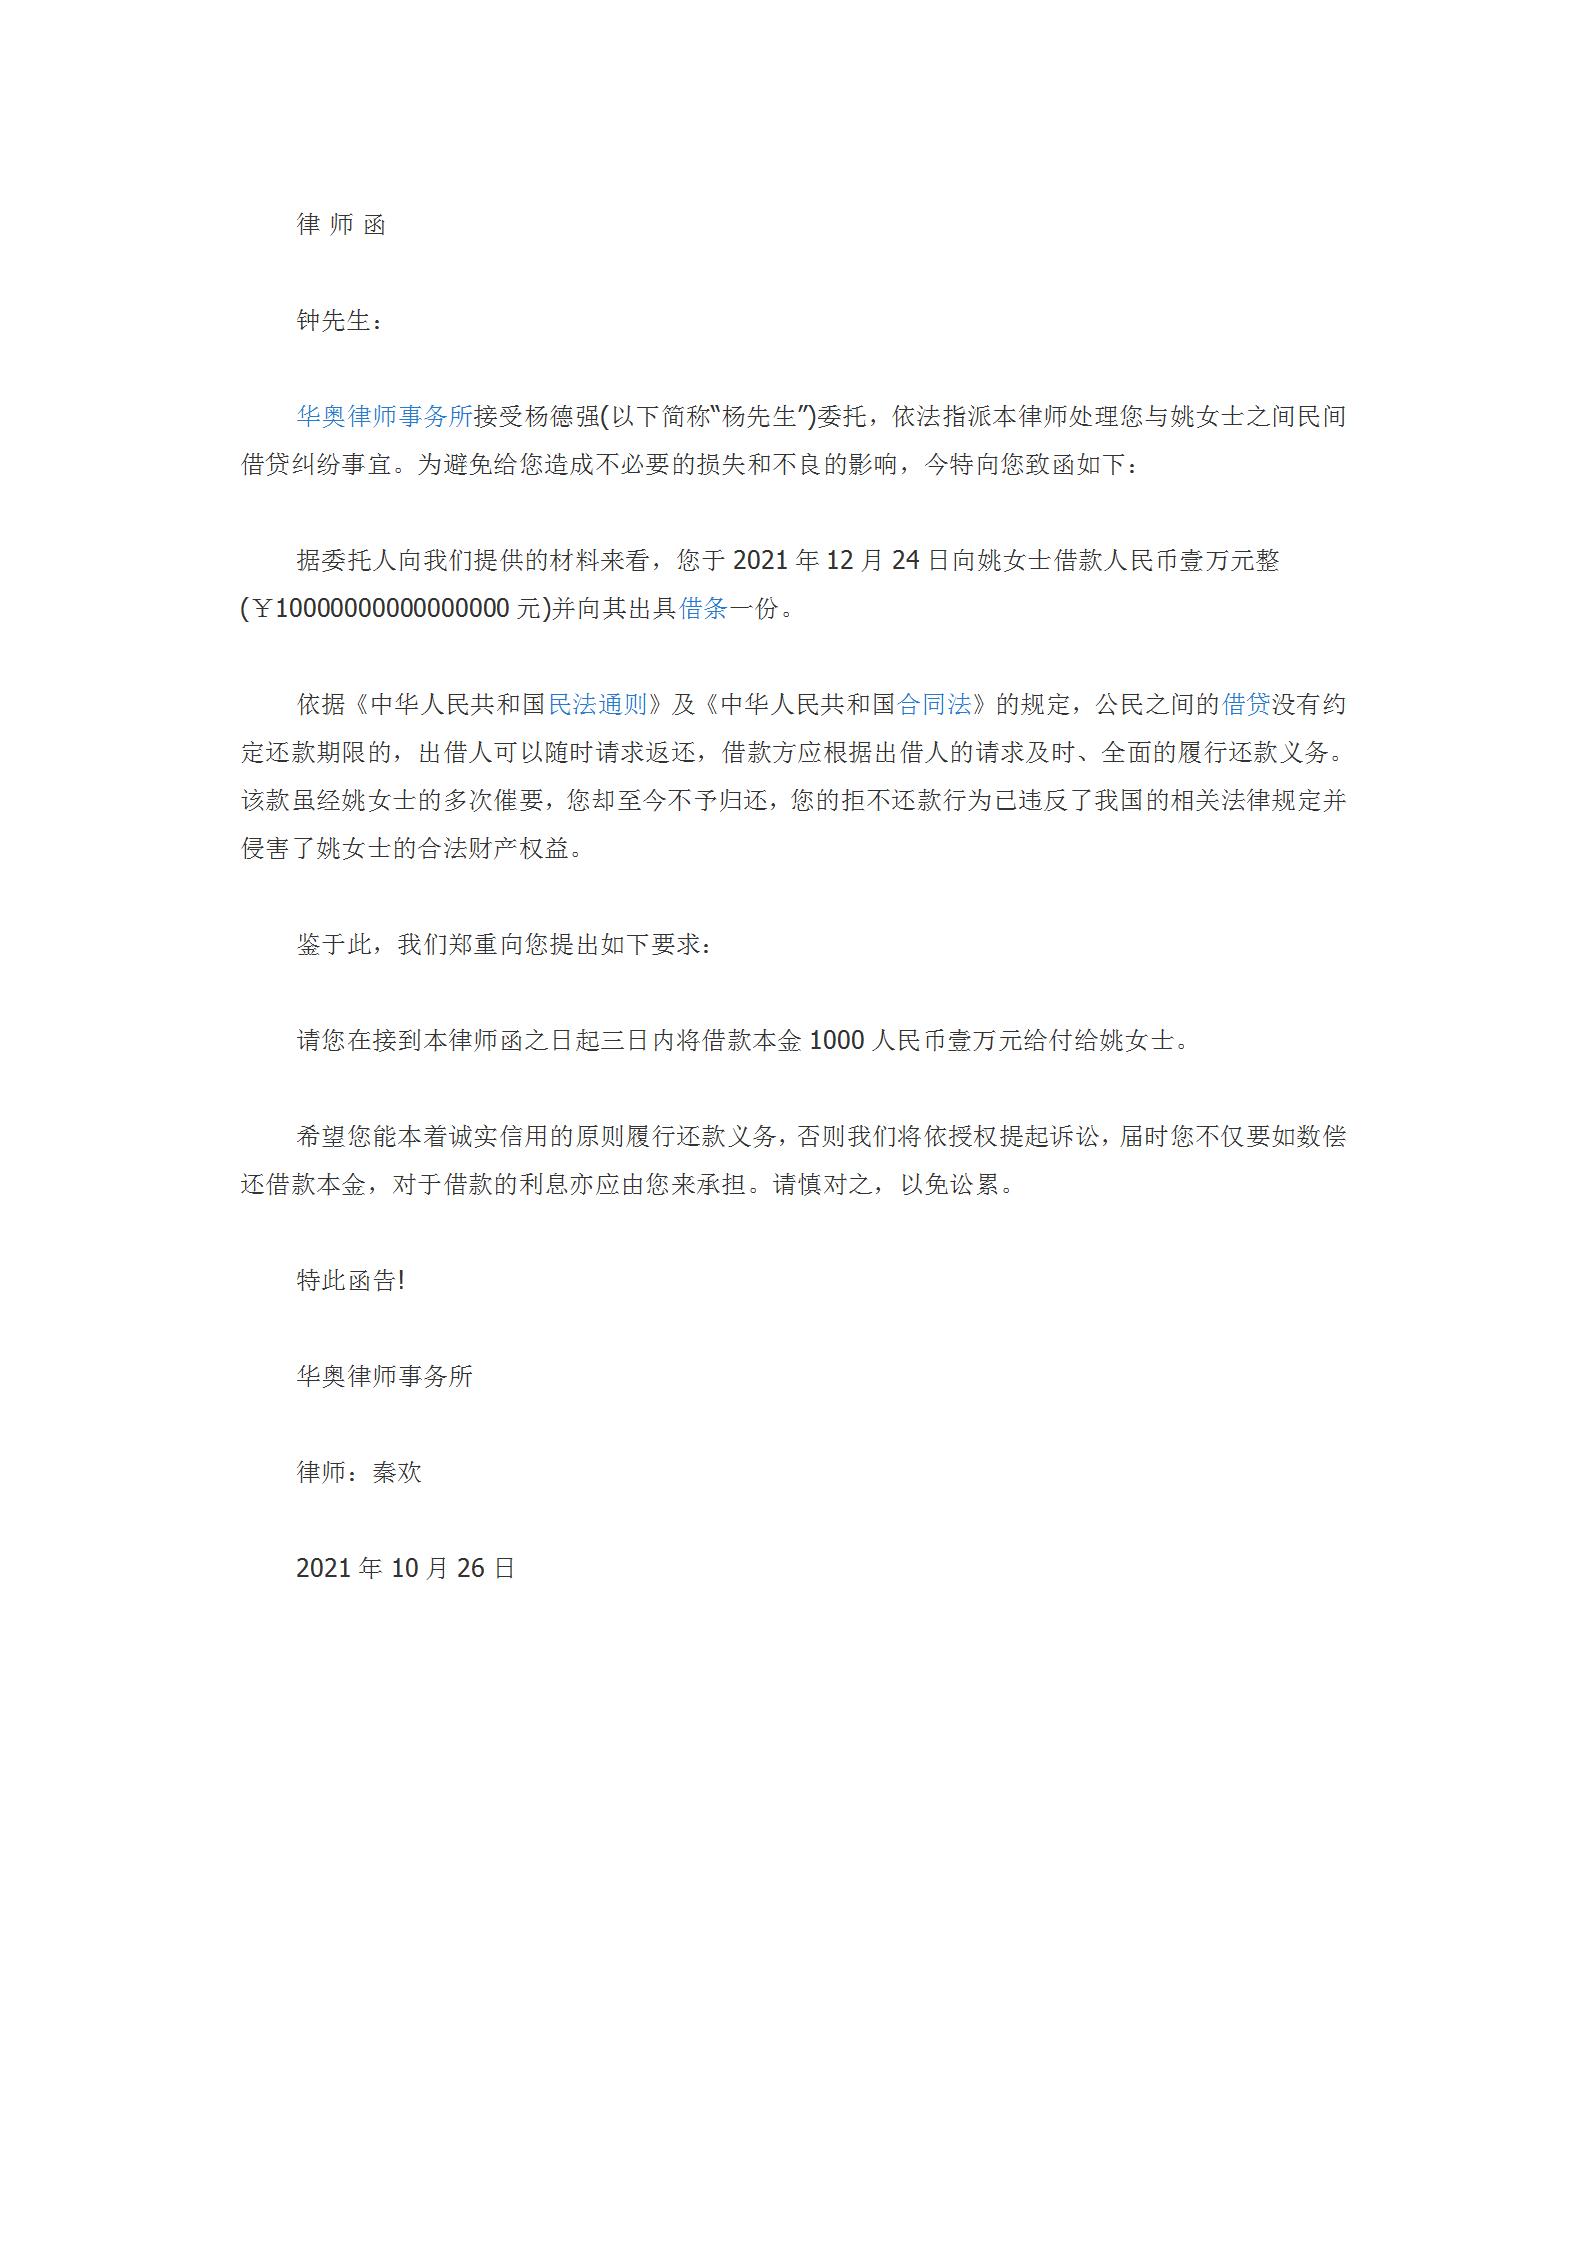 律 师 函
钟先生：
华奥律师事务所接受杨德强(以下简称“杨先生”)委托，依法指派本律师处理您与姚女士之间民间
借贷纠纷事宜。为避免给您造成不必要的损失和不良的影响，今特向您致函如下：
据委托人向我们提供的材料来看，您于 2021 年 12 月 24 日向姚女士借款人民币壹万元整
(￥10000000000000000 元)并向其出具借条一份。
依据《中华人民共和国民法通则》及《中华人民共和国合同法》的规定，公民之间的借贷没有约
定还款期限的，出借人可以随时请求返还，借款方应根据出借人的请求及时、全面的履行还款义务。
该款虽经姚女士的多次催要，您却至今不予归还，您的拒不还款行为已违反了我国的相关法律规定并
侵害了姚女士的合法财产权益。
鉴于此，我们郑重向您提出如下要求：
请您在接到本律师函之日起三日内将借款本金 1000 人民币壹万元给付给姚女士。
希望您能本着诚实信用的原则履行还款义务，否则我们将依授权提起诉讼，届时您不仅要如数偿
还借款本金，对于借款的利息亦应由您来承担。请慎对之，以免讼累。
特此函告!
华奥律师事务所
律师：秦欢
2021 年 10 月 26 日